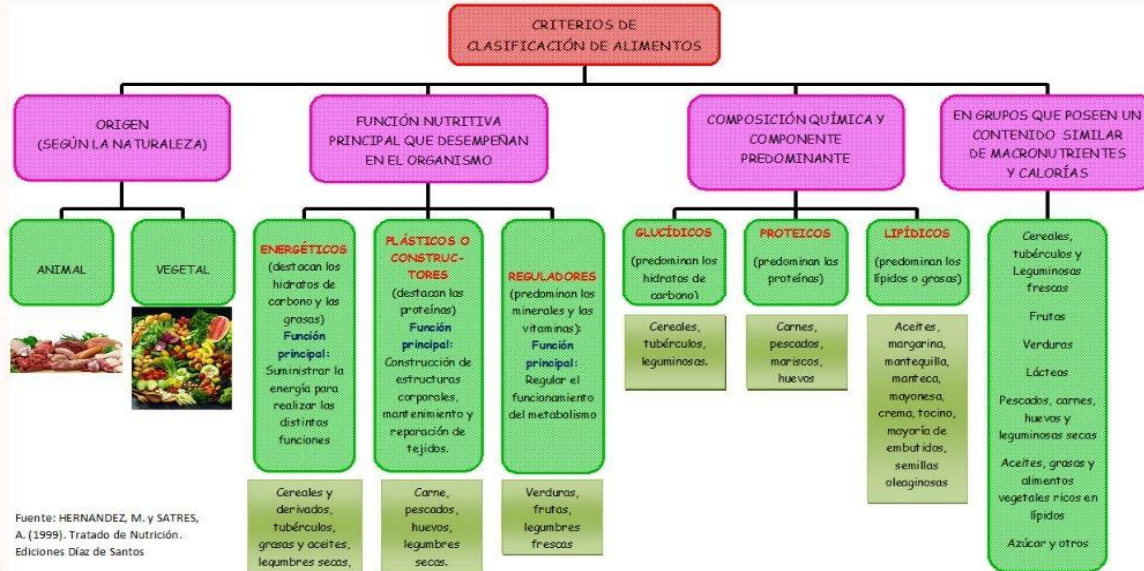 CRITERIOS DE
CLASIFICACIÓN DE ALIMENTOS
ORIGEN
(SEGÚN LA NATURALEZA)
ANIMAL
VEGETAL
FUNCIÓN NUTRITIVA
PRINCIPAL QUE DESEMPEÑAN
EN EL ORGANISMO
ENERGÉTICOS
(destacan los
hidratos de
carbono y las
grasas)
Función
principal:
Suministrar la
energía para
realizar las
distintas
funciones
Cereales y
derivados,
tubérculos,
grasas y aceites,
legumbres secas,
PLÁSTICOS O
CONSTRUC-
TORES
(destacan las
proteínas)
Función
principal:
Construcción de
estructuras
corporales,
mantenimiento y
reparación de
tejidos.
Carne,
pescados,
huevos,
legumbres
secas.
REGULADORES
(predominan los
minerales y las
vitaminas):
Función
principal:
Regular el
funcionamiento
del metabolismo
Verduras,
frutas,
legumbres
frescas
COMPOSICIÓN QUÍMICA Y
COMPONENTE
PREDOMINANTE
GLUCÍDICOS
(predominan los
hidratos de
carbono)
Cereales,
tubérculos,
leguminosas.
PROTEICOS
(predominan las
proteínas)
Carnes,
pescados,
mariscos,
huevos
LIPÍDICOS
(predominan los
lípidos o grasas)
Aceites,
margarina,
mantequilla,
manteca,
mayonesa,
crema, tocino,
mayoría de
embutidos,
semillas
oleaginosas
EN GRUPOS QUE POSEEN UN
CONTENIDO SIMILAR
DE MACRONUTRIENTES
Y CALORÍAS
Cereales,
tubérculos y
Leguminosas
frescas
Frutas
Verduras
Lácteos
Pescados, carnes,
huevos y
leguminosas secas
Aceites, grasas y
alimentos
vegetales ricos en
lípidos
Azúcar y otros
Fuente: HERNANDEZ, M. y SATRES,
A. (1999). Tratado de Nutrición.
Ediciones Díaz de Santos